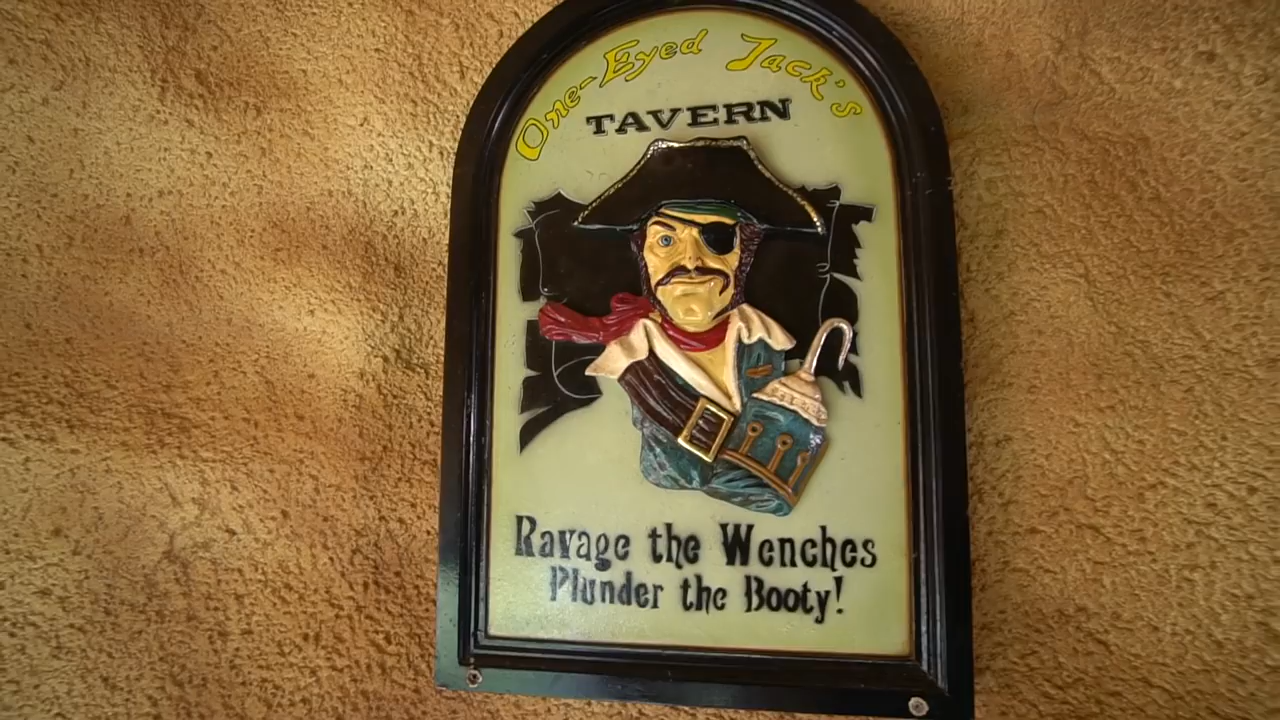 One-Eyed Jack's
TAVERN
Ravage the Wenches
Plunder the Booty!